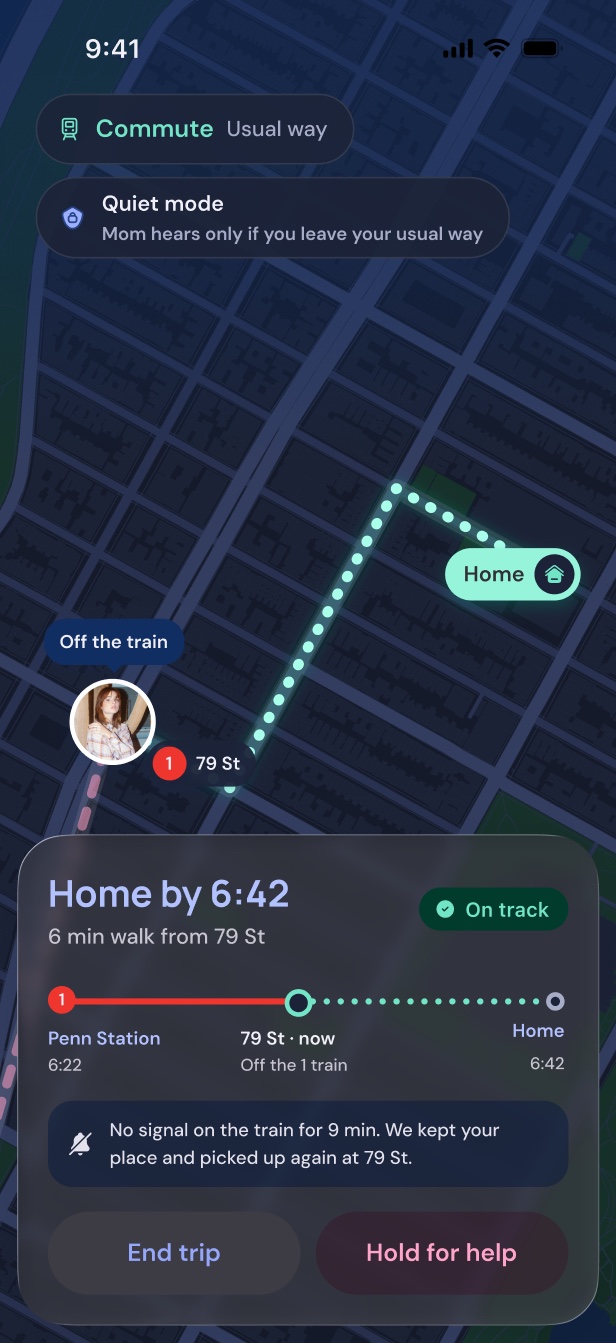 9:41
Commute Usual way
Quiet mode
Mom hears only if you leave your usual way
Home
Off the train
1 79 St
Home by 6:42
On track
6 min walk from 79 St
1
Penn Station
79 St · now
Home
6:22
Off the 1 train
6:42
No signal on the train for 9 min. We kept your
place and picked up again at 79 St.
End trip
Hold for help